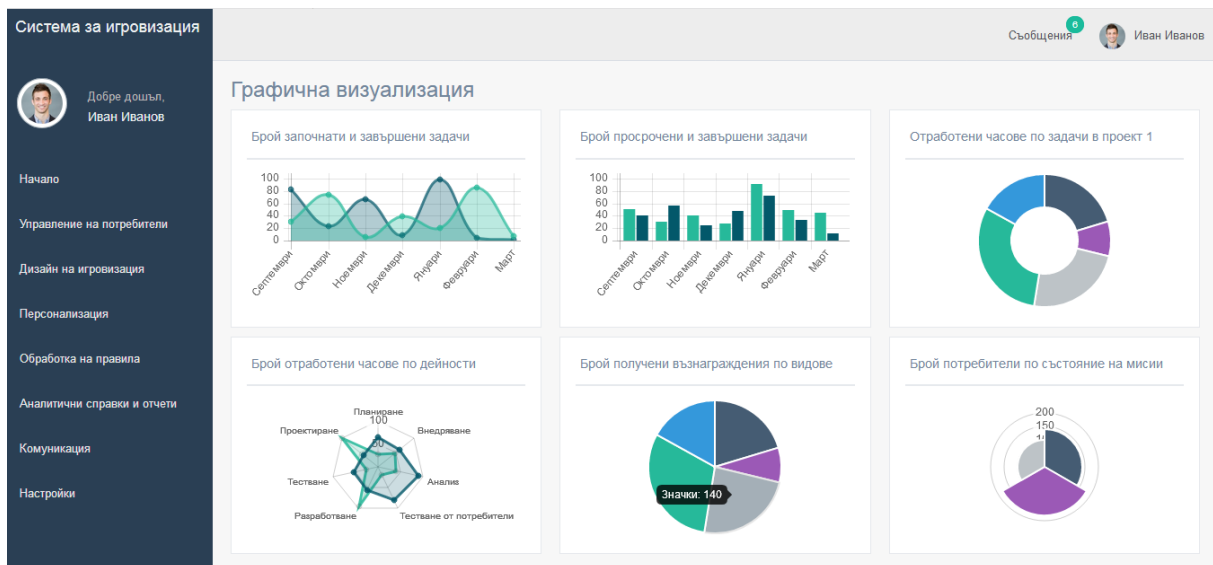 Система за игровизация
6
Съобщения
Иван Иванов
Добре дошъл,
Иван Иванов
Начало
Управление на потребители
Дизайн на игровизация
Персонализация
Обработка на правила
Аналитични справки и отчети
Комуникация
Настройки
Графична визуализация
Брой започнати и завършени задачи
100
80
60
40
20
0
Септември
Октомври
Ноември
Декември
Януари
Февруари
Март
Брой просрочени и завършени задачи
100
80
60
40
20
0
Септември
Октомври
Ноември
Декември
Януари
Февруари
Март
Отработени часове по задачи в проект 1
Брой отработени часове по дейности
Планиране
100
Проектиране
Внедряване
50
Тестване
Анализ
Разработване
Тестване от потребители
Брой получени възнаграждения по видове
Значки: 140
Брой потребители по състояние на мисии
200
150